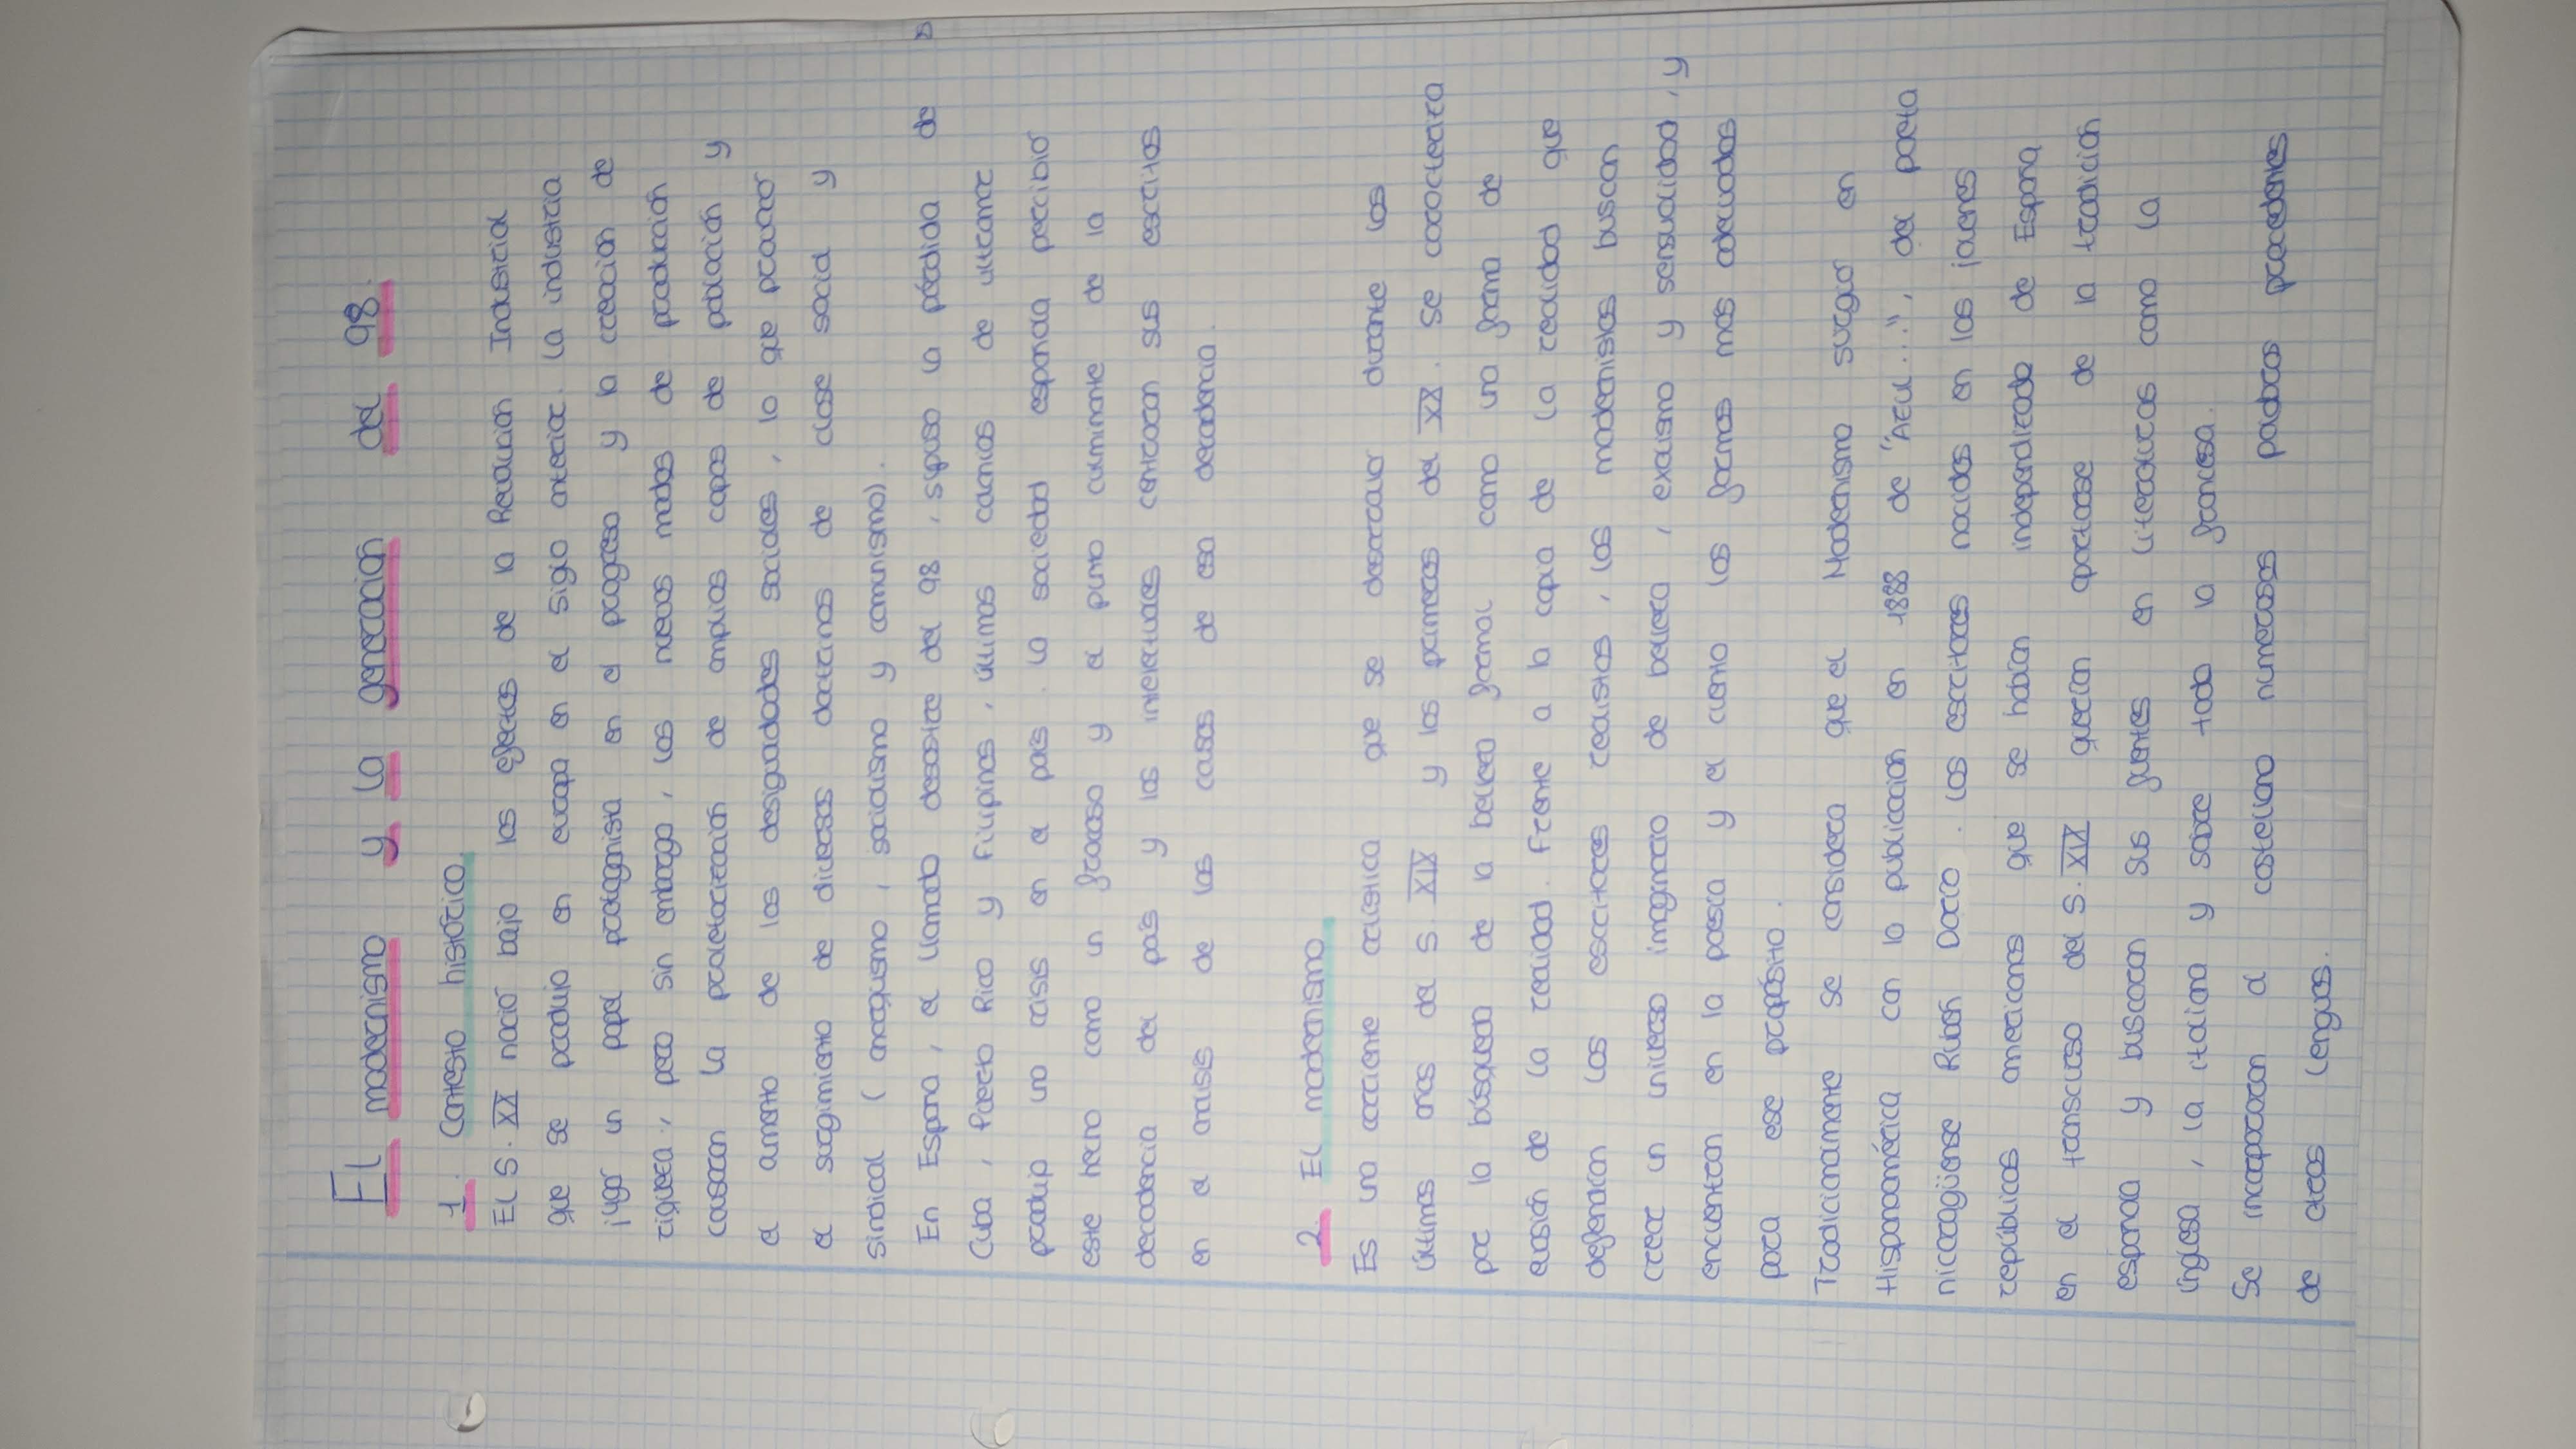 El modernismo y la generación del 98.
1. Contesto histórico.
El S. XX nació bajo los efectos de la Revolución Industrial
que se produjo en europa en el siglo anterior. La industria
jugó un papel protagonista en el progreso y la creación de
riqueza, pero sin embargo, los nuevos modos de producción
causaron la proletarización de amplias capas de población y
el amento de las desigualdades sociales, lo que provocó
el surgimiento de diversas doctrinas de clase social y
sindical ( anarquismo, socialismo y comunismo).
En España, el llamado desastre del 98, supuso la pérdida de
Cuba, Puerto Rico y Filipinas, últimas de ultramar
produjo una crisis en el país. La sociedad española percibió
este hecho como un fracaso y el punto culminante de la
decadencia del país y los intelectuales centraron sus escritos
en el análisis de las casas de esa decadencia.
2. El modernismo
Es una corriente artística que se desarrolló durante los
últimos años del S. XIX y los primeros del XX. Se caracteriza
por la búsqueda de la belleza formal como una forma de
evasión de la realidad. Frente a la copia de la realidad que
defendían los escritores realistas, los modernistas buscan
crear un universo imaginario de belleza, exotismo y sensualidad, y
encuentran en la poesía y el cuento las formas más adecuadas
para ese propósito.
Tradicionalmente se considera que el Modernismo surgió en
Hispanoamérica con la publicación en 1888 de "Azul...", del poeta
nicaragüense Rubén Darío. Los escritores nacidos en las jóvenes
repúblicas americanas que se habían independizado de España
en el transcurso del S. XIX querían apartarse de la tradición
española y buscaron sus fuentes en literaturas como la
inglesa, la italiana y sobre todo la francesa.
Se incorporaron al castellano numerosas palabras precedentes
de otras lenguas.